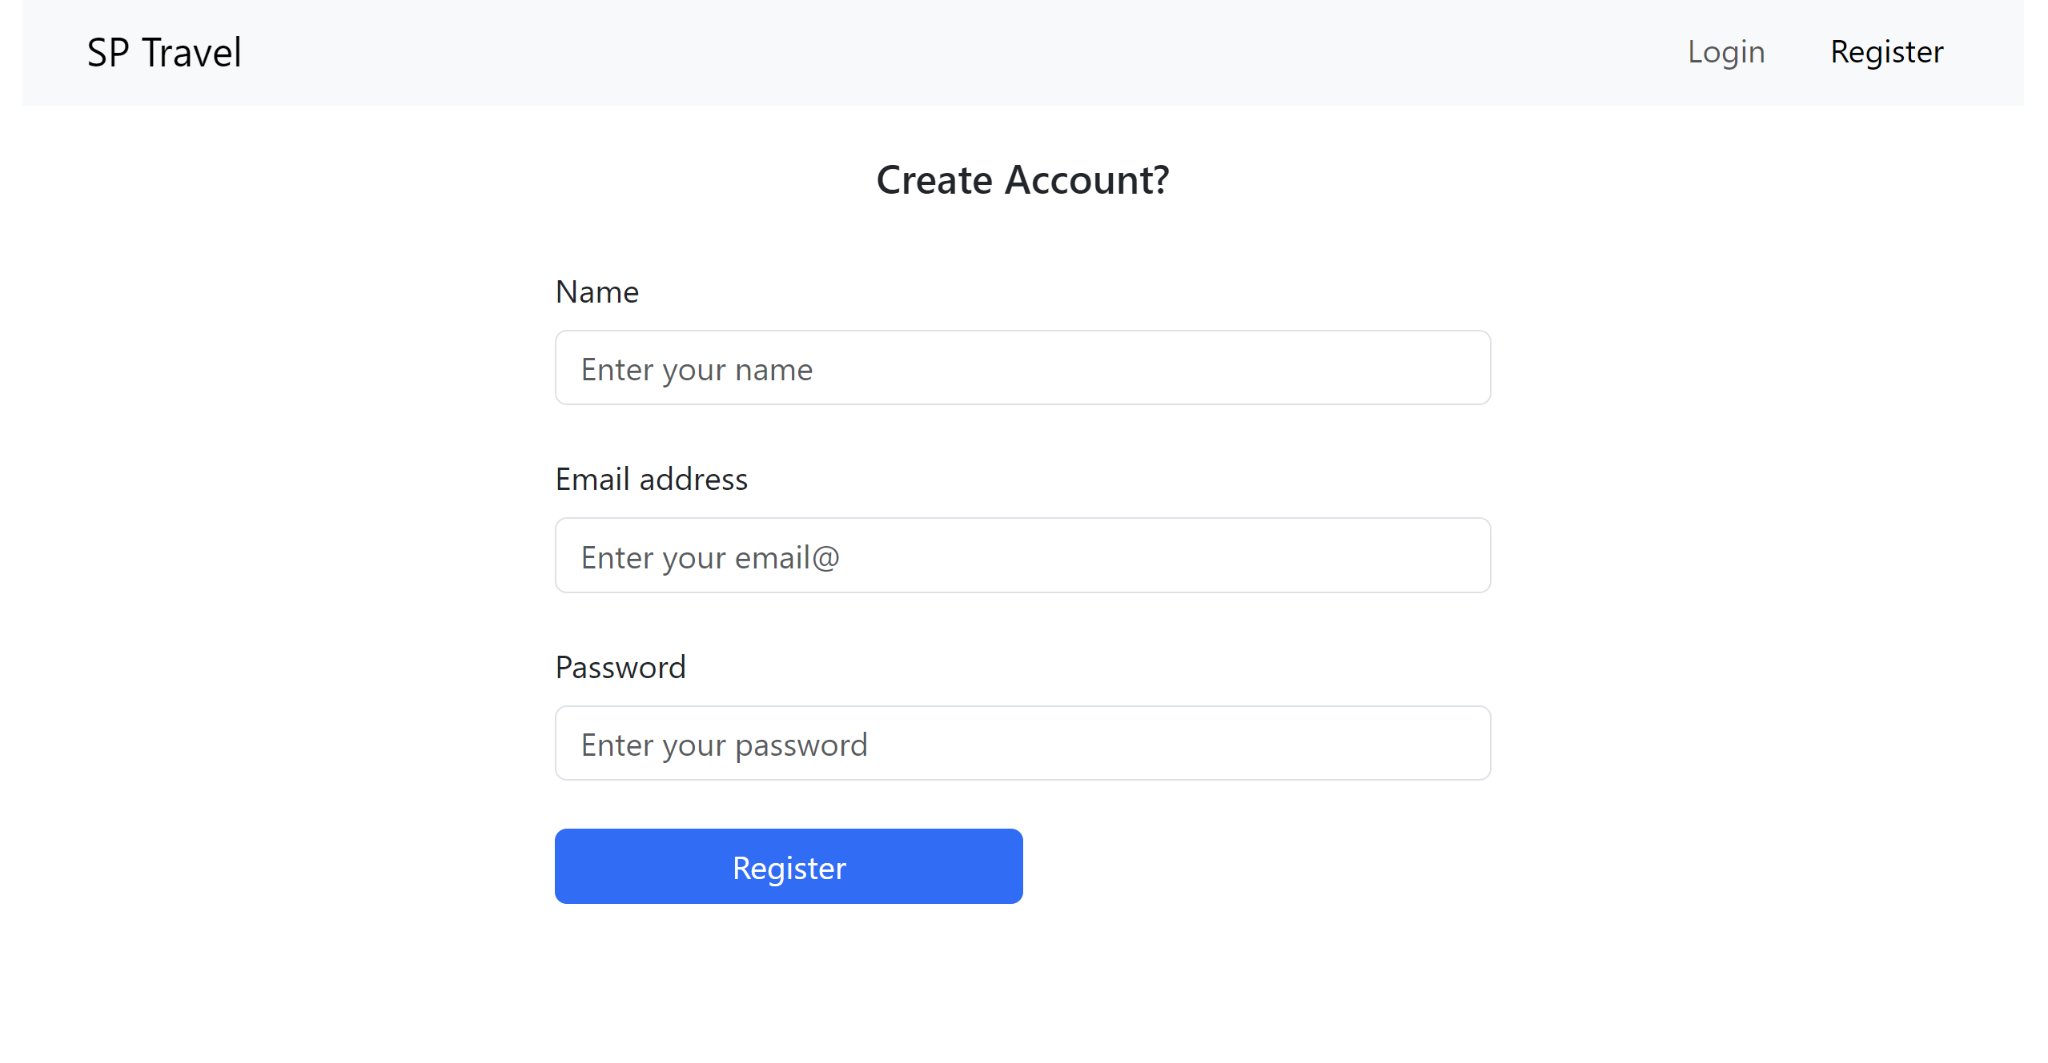 SP Travel
Login
Register
Create Account?
Name
Enter your name
Email address
Enter your email@
Password
Enter your password
Register